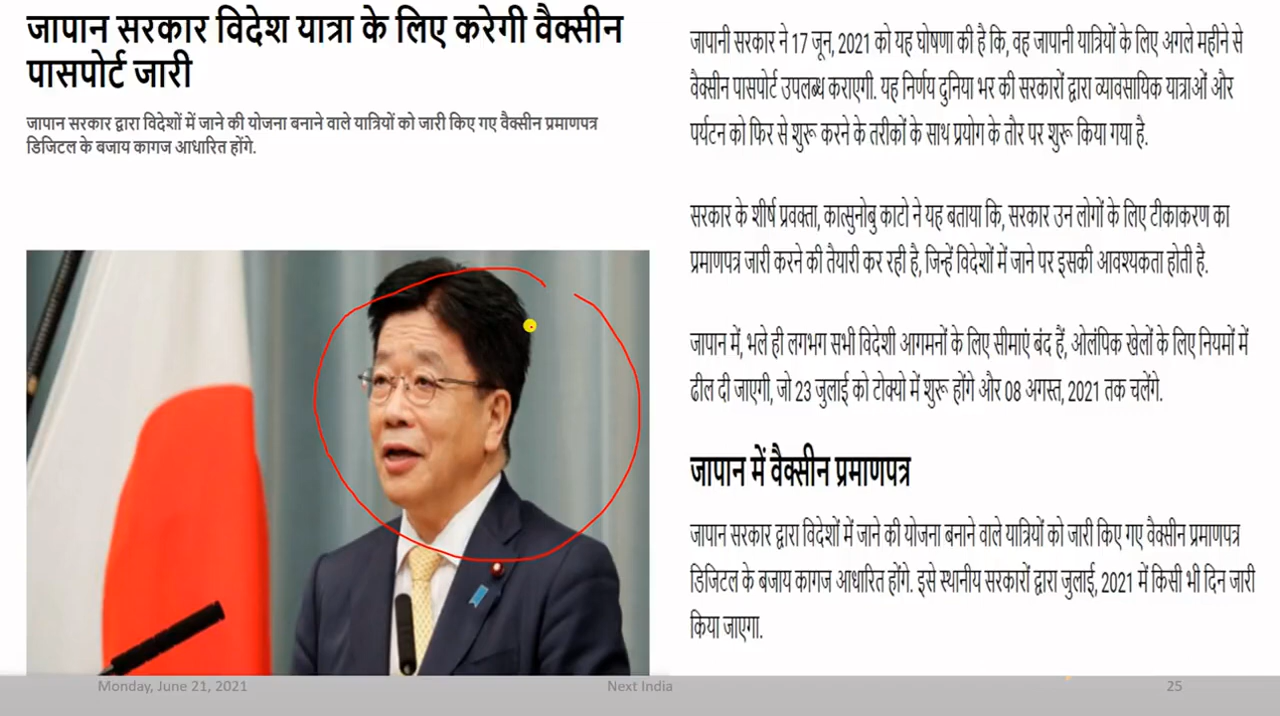 जापान सरकार विदेश यात्रा के लिए करेगी वैक्सीन
पासपोर्ट जारी
जापान सरकार द्वारा विदेशों में जाने की योजना बनाने वाले यात्रियों को जारी किए गए वैक्सीन प्रमाणपत्र
डिजिटल के बजाय कागज आधारित होंगे.
जापानी सरकार ने 17 जून, 2021 को यह घोषणा की है कि, वह जापानी यात्रियों के लिए अगले महीने से
वैक्सीन पासपोर्ट उपलब्ध कराएगी. यह निर्णय दुनिया भर की सरकारों द्वारा व्यावसायिक यात्राओं और
पर्यटन को फिर से शुरू करने के तरीकों के साथ प्रयोग के तौर पर शुरू किया गया है.
सरकार के शीर्ष प्रवक्ता, कात्सुनोबु काटो ने यह बताया कि, सरकार उन लोगों के लिए टीकाकरण का
प्रमाणपत्र जारी करने की तैयारी कर रही है, जिन्हें विदेशों में जाने पर इसकी आवश्यकता होती है.
जापान में, भले ही लगभग सभी विदेशी आगमनों के लिए सीमाएं बंद हैं, ओलंपिक खेलों के लिए नियमों में
ढील दी जाएगी, जो 23 जुलाई को टोक्यो में शुरू होंगे और 08 अगस्त, 2021 तक चलेंगे.
जापान में वैक्सीन प्रमाणपत्र
जापान सरकार द्वारा विदेशों में जाने की योजना बनाने वाले यात्रियों को जारी किए गए वैक्सीन प्रमाणपत्र
डिजिटल के बजाय कागज आधारित होंगे. इसे स्थानीय सरकारों द्वारा जुलाई, 2021 में किसी भी दिन जारी
किया जाएगा.
Monday, June 21, 2021
Next India
25